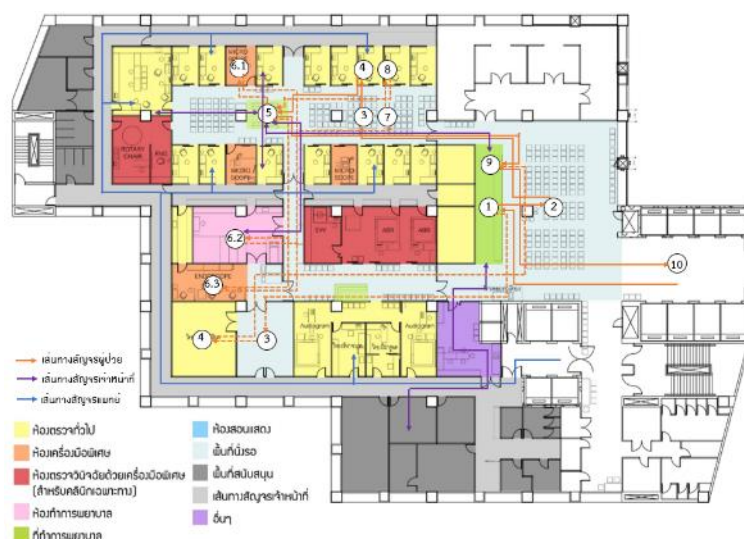 6.1
MICRO
4
8
5
3
7
ROTARY CHAIR
ENG
9
MICRO SCOPE
MICRO SCOPE
1
2
6.2
EVF
ABR
ABR
10
6.3
4
3
Audiogram
Audiogram
เส้นทางสัญจรผู้ป่วย
เส้นทางสัญจรเจ้าหน้าที่
เส้นทางสัญจรแพทย์
ห้องตรวจทั่วไป
ห้องเครื่องมือพิเศษ
ห้องตรวจวินิจฉัยด้วยเครื่องมือพิเศษ
(สำหรับคลินิกเฉพาะทาง)
ห้องทำการพยาบาล
ที่ทำการพยาบาล
ห้องสอนแสดง
พื้นที่นั่งรอ
พื้นที่สนับสนุน
เส้นทางสัญจรเจ้าหน้าที่
อื่นๆ